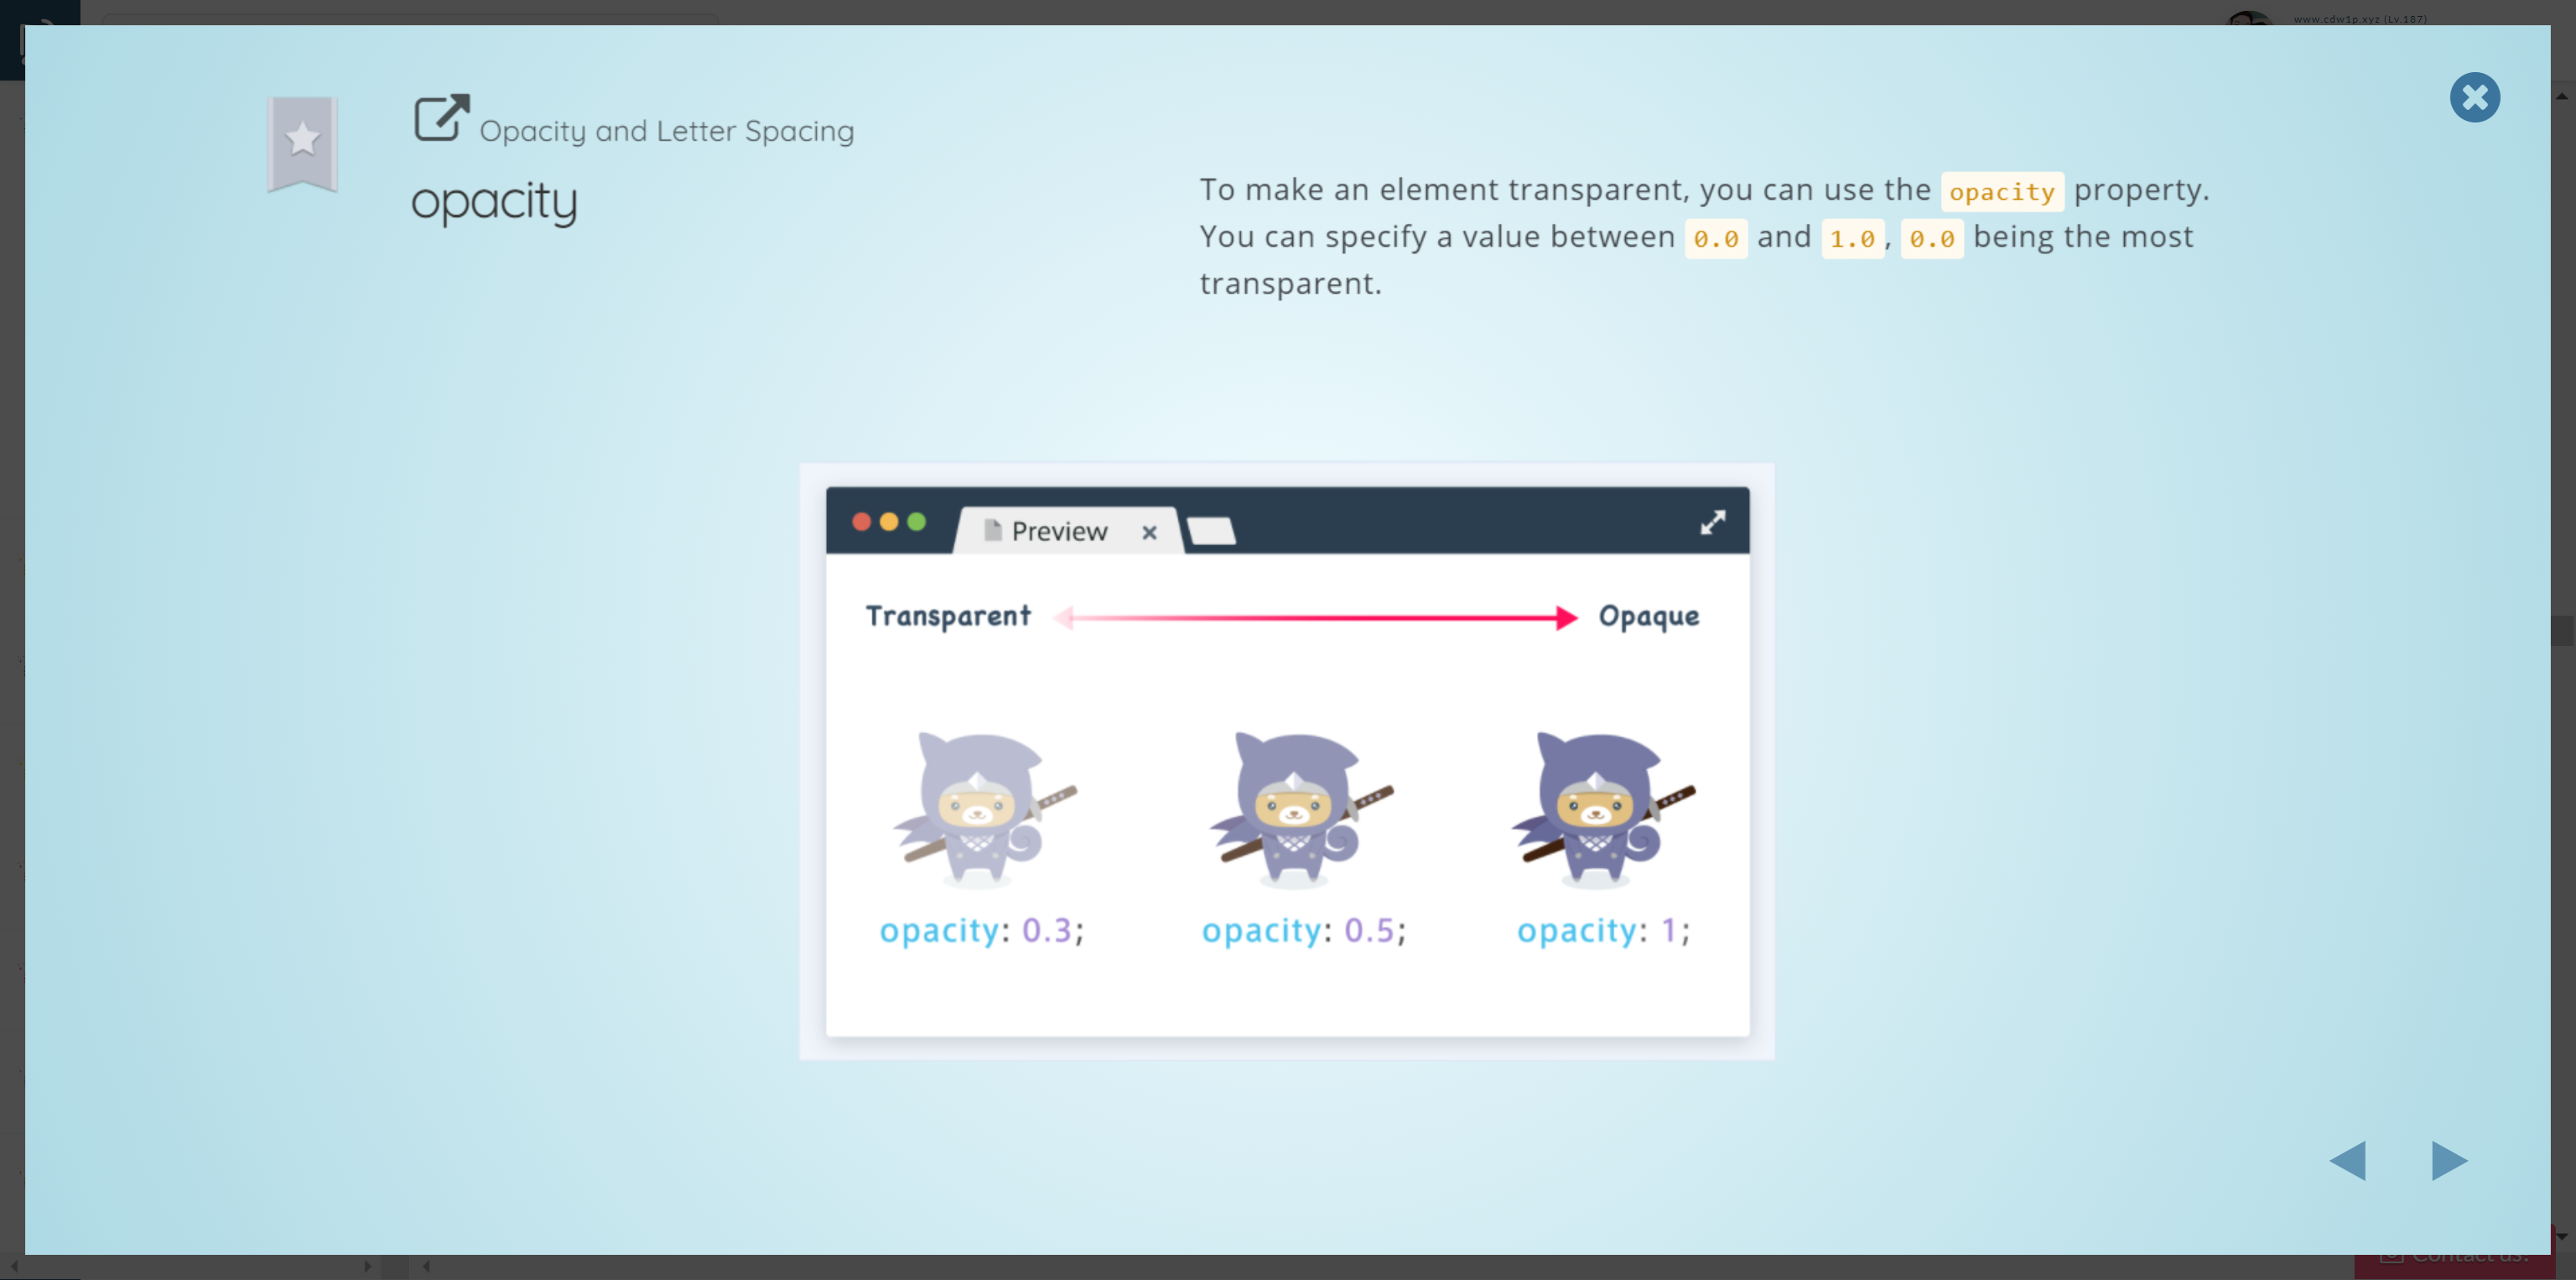 www.cdw1p.xyz (Lv.187)
Opacity and Letter Spacing
opacity
To make an element transparent, you can use the opacity property.
You can specify a value between 0.0 and 1.0, 0.0 being the most
transparent.
Preview
Transparent
Opaque
opacity: 0.3;
opacity: 0.5;
opacity: 1;
Contact us!